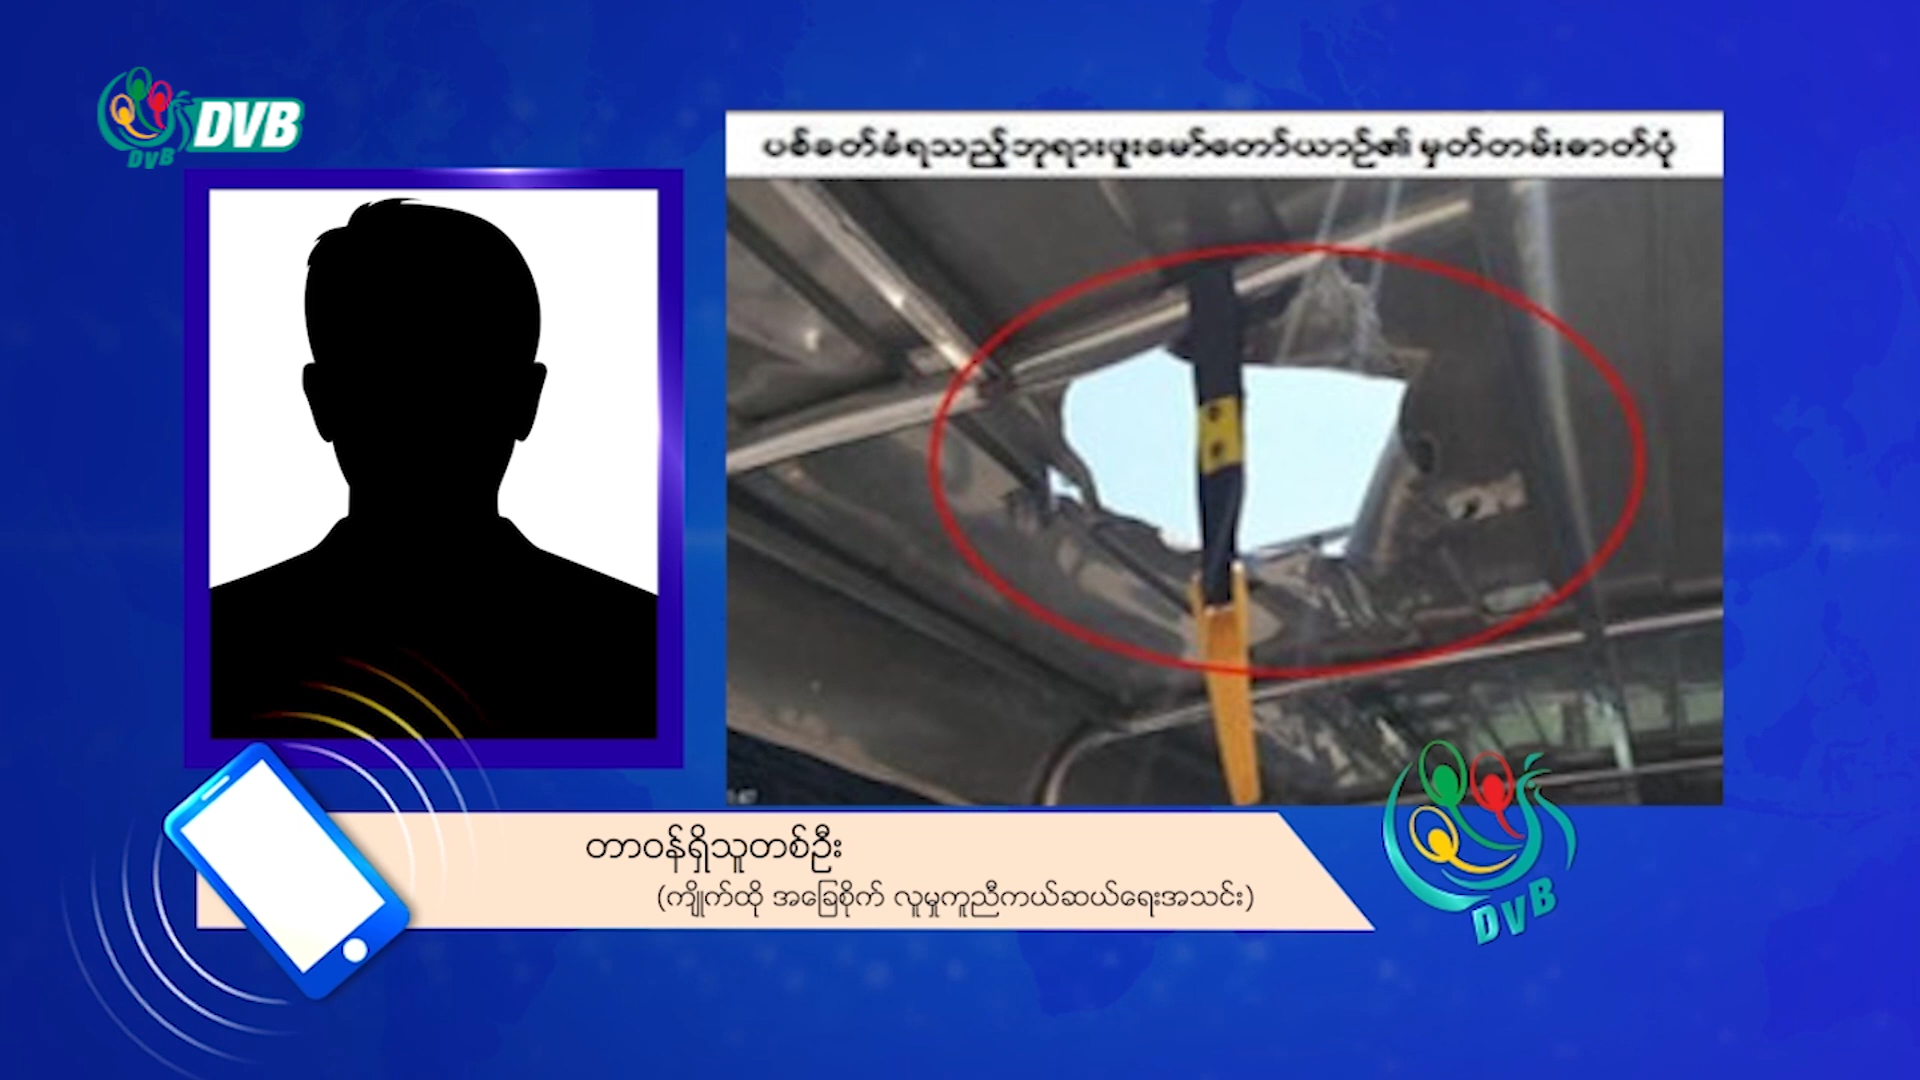 DVB
DVB
ပစ်ခတ်ခံရသည့်ဘုရားဖူးမော်တော်ယာဉ်၏ မှတ်တမ်းဓာတ်ပုံ
တာဝန်ရှိသူတစ်ဦး
(ကျိုက်ထို အခြေစိုက် လူမှုကူညီကယ်ဆယ်ရေးအသင်း)
DVB